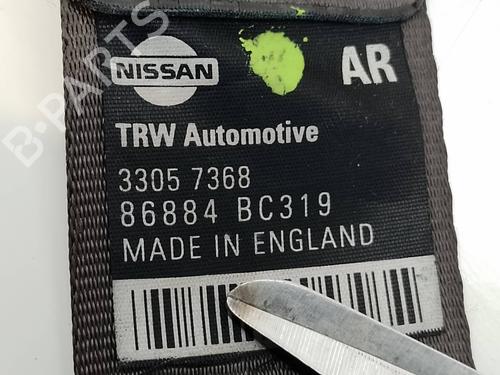 NISSAN
AR
TRW Automotive
3305 7368
86884 BC319
MADE IN ENGLAND
B-PARTS